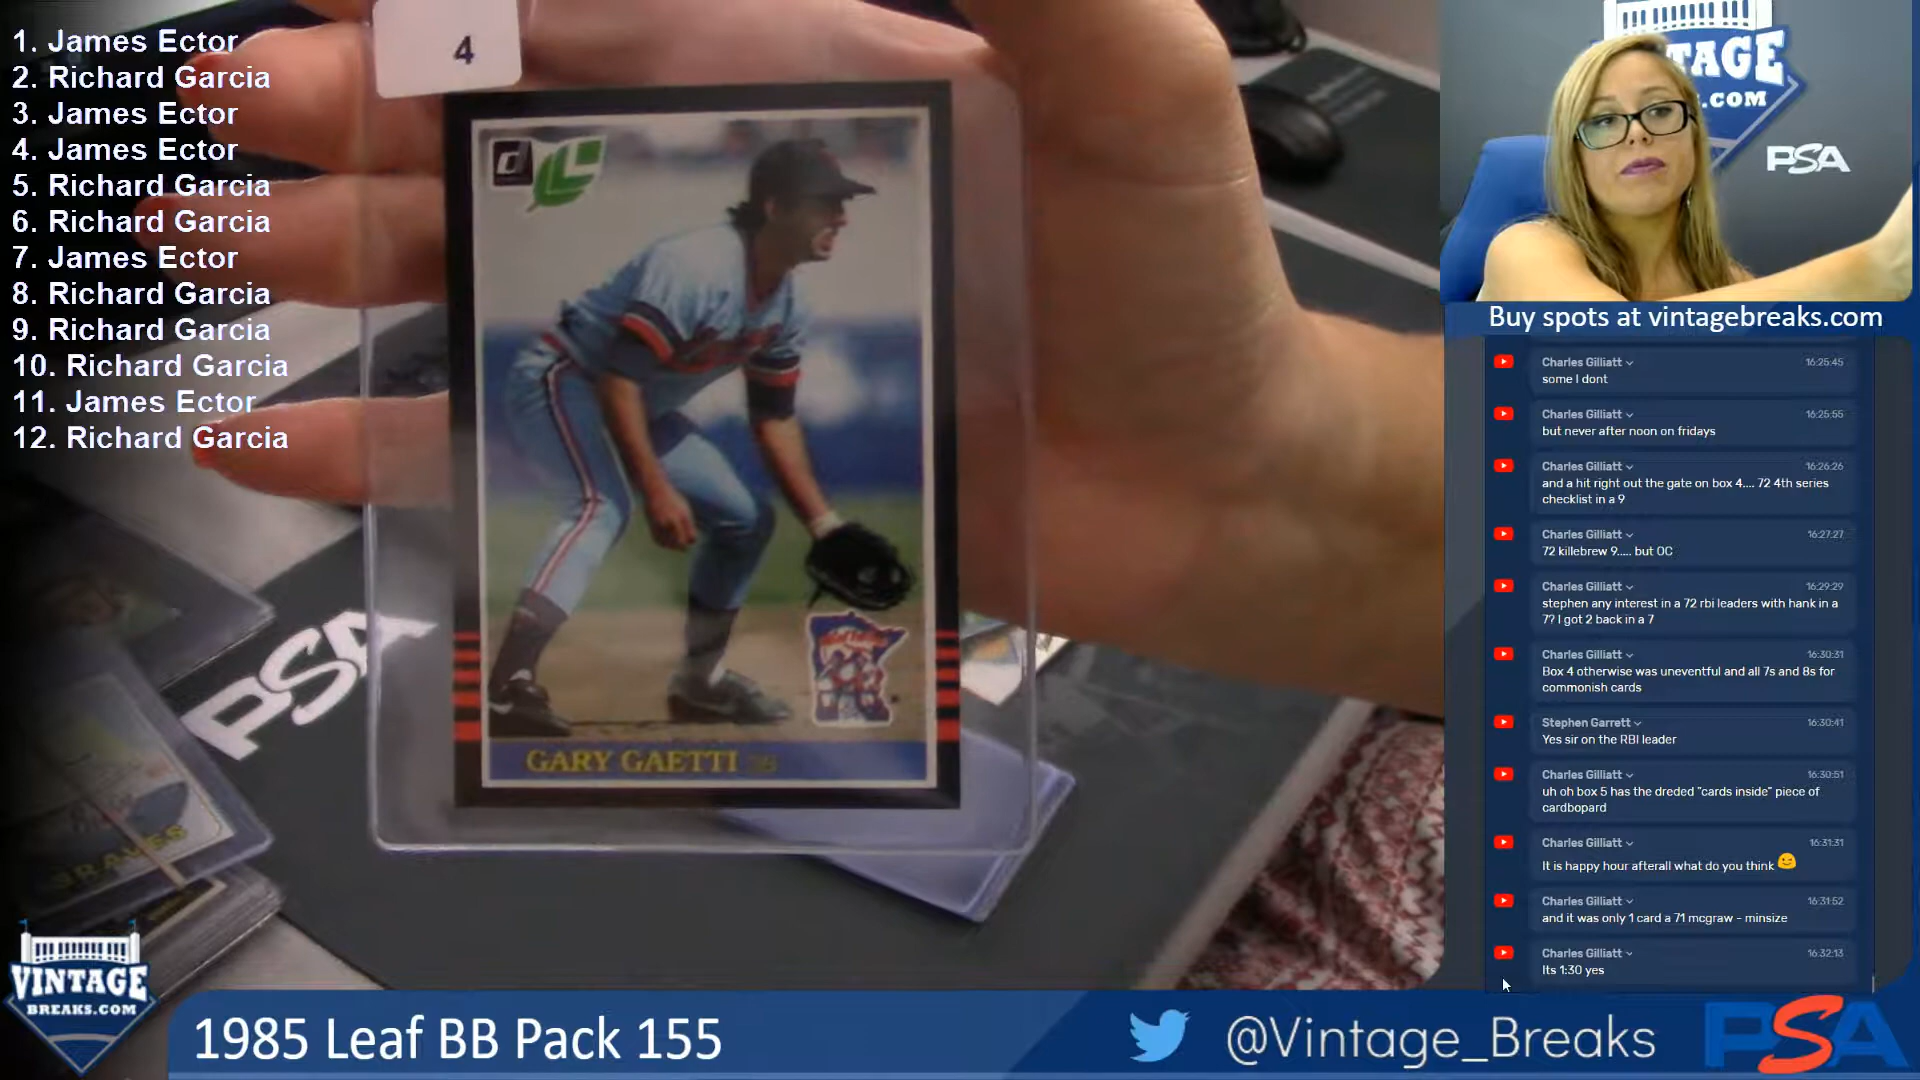 1. James Ector
2. Richard Garcia
3. James Ector
4. James Ector
5. Richard Garcia
6. Richard Garcia
7. James Ector
8. Richard Garcia
9. Richard Garcia
10. Richard Garcia
11. James Ector
12. Richard Garcia
4
GARY GAETTI 3B
PSA
BRAVES
VINTAGE
BREAKS.COM
TAGE
.COM
PSA
Buy spots at vintagebreaks.com
Charles Gilliatt 16:25:45
some I dont
Charles Gilliatt 16:25:55
but never after noon on fridays
Charles Gilliatt 16:26:26
and a hit right out the gate on box 4.... 72 4th series
checklist in a 9
Charles Gilliatt 16:27:27
72 killebrew 9..... but OC
Charles Gilliatt 16:29:29
stephen any interest in a 72 rbi leaders with hank in a
7? I got 2 back in a 7
Charles Gilliatt 16:30:31
Box 4 otherwise was uneventful and all 7s and 8s for
commonish cards
Stephen Garrett 16:30:41
Yes sir on the RBI leader
Charles Gilliatt 16:30:51
uh oh box 5 has the dreded "cards inside" piece of
cardbopard
Charles Gilliatt 16:31:31
It is happy hour afterall what do you think
Charles Gilliatt 16:31:52
and it was only 1 card a 71 mcgraw - minsize
Charles Gilliatt 16:32:13
Its 1:30 yes
1985 Leaf BB Pack 155
@Vintage_Breaks
PSA